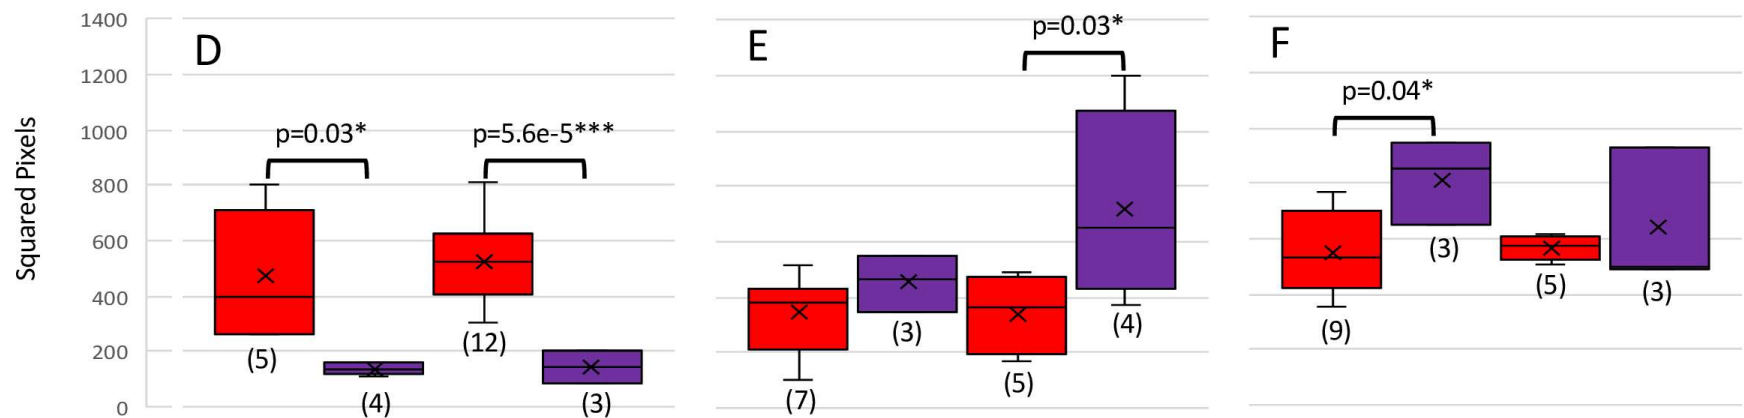 Squared Pixels
1400
1200
1000
800
600
400
200
0
D
p=0.03*
p=5.6e-5***
(5)
(4)
(12)
(3)
E
p=0.03*
(7)
(3)
(5)
(4)
F
p=0.04*
(9)
(3)
(5)
(3)